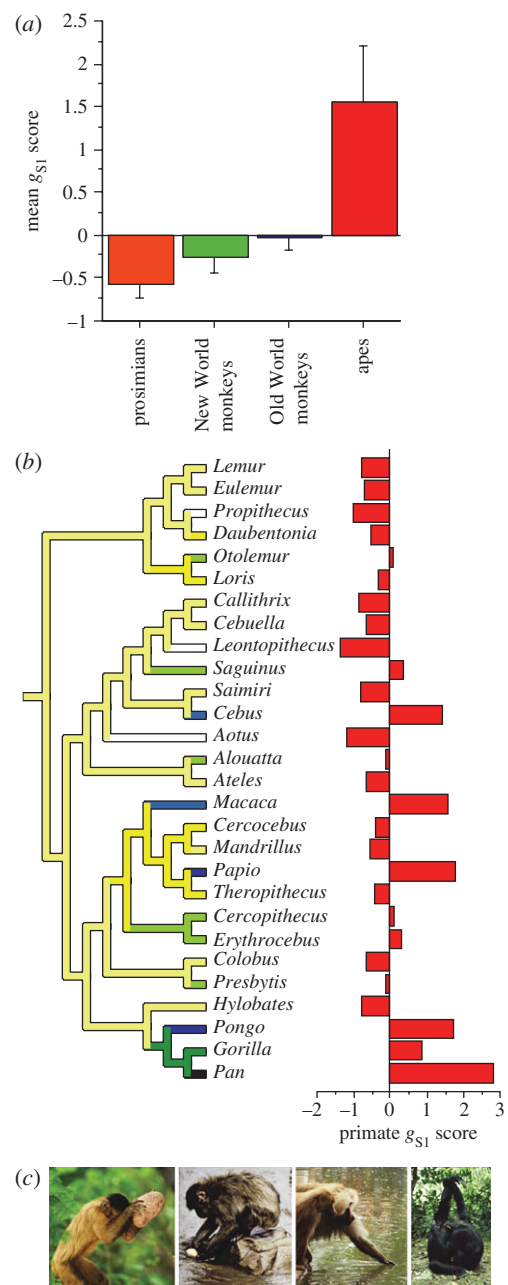 (a)
2.5
2
1.5
1
0.5
0
−0.5
−1
mean gS1 score
prosimians
New World
monkeys
Old World
monkeys
apes
(b)
Lemur
Eulemur
Propithecus
Daubentonia
Otolemur
Loris
Callithrix
Cebuella
Leontopithecus
Saguinus
Saimiri
Cebus
Aotus
Alouatta
Ateles
Macaca
Cercocebus
Mandrillus
Papio
Theropithecus
Cercopithecus
Erythrocebus
Colobus
Presbytis
Hylobates
Pongo
Gorilla
Pan
−2 −1 0 1 2 3
primate gS1 score
(c)